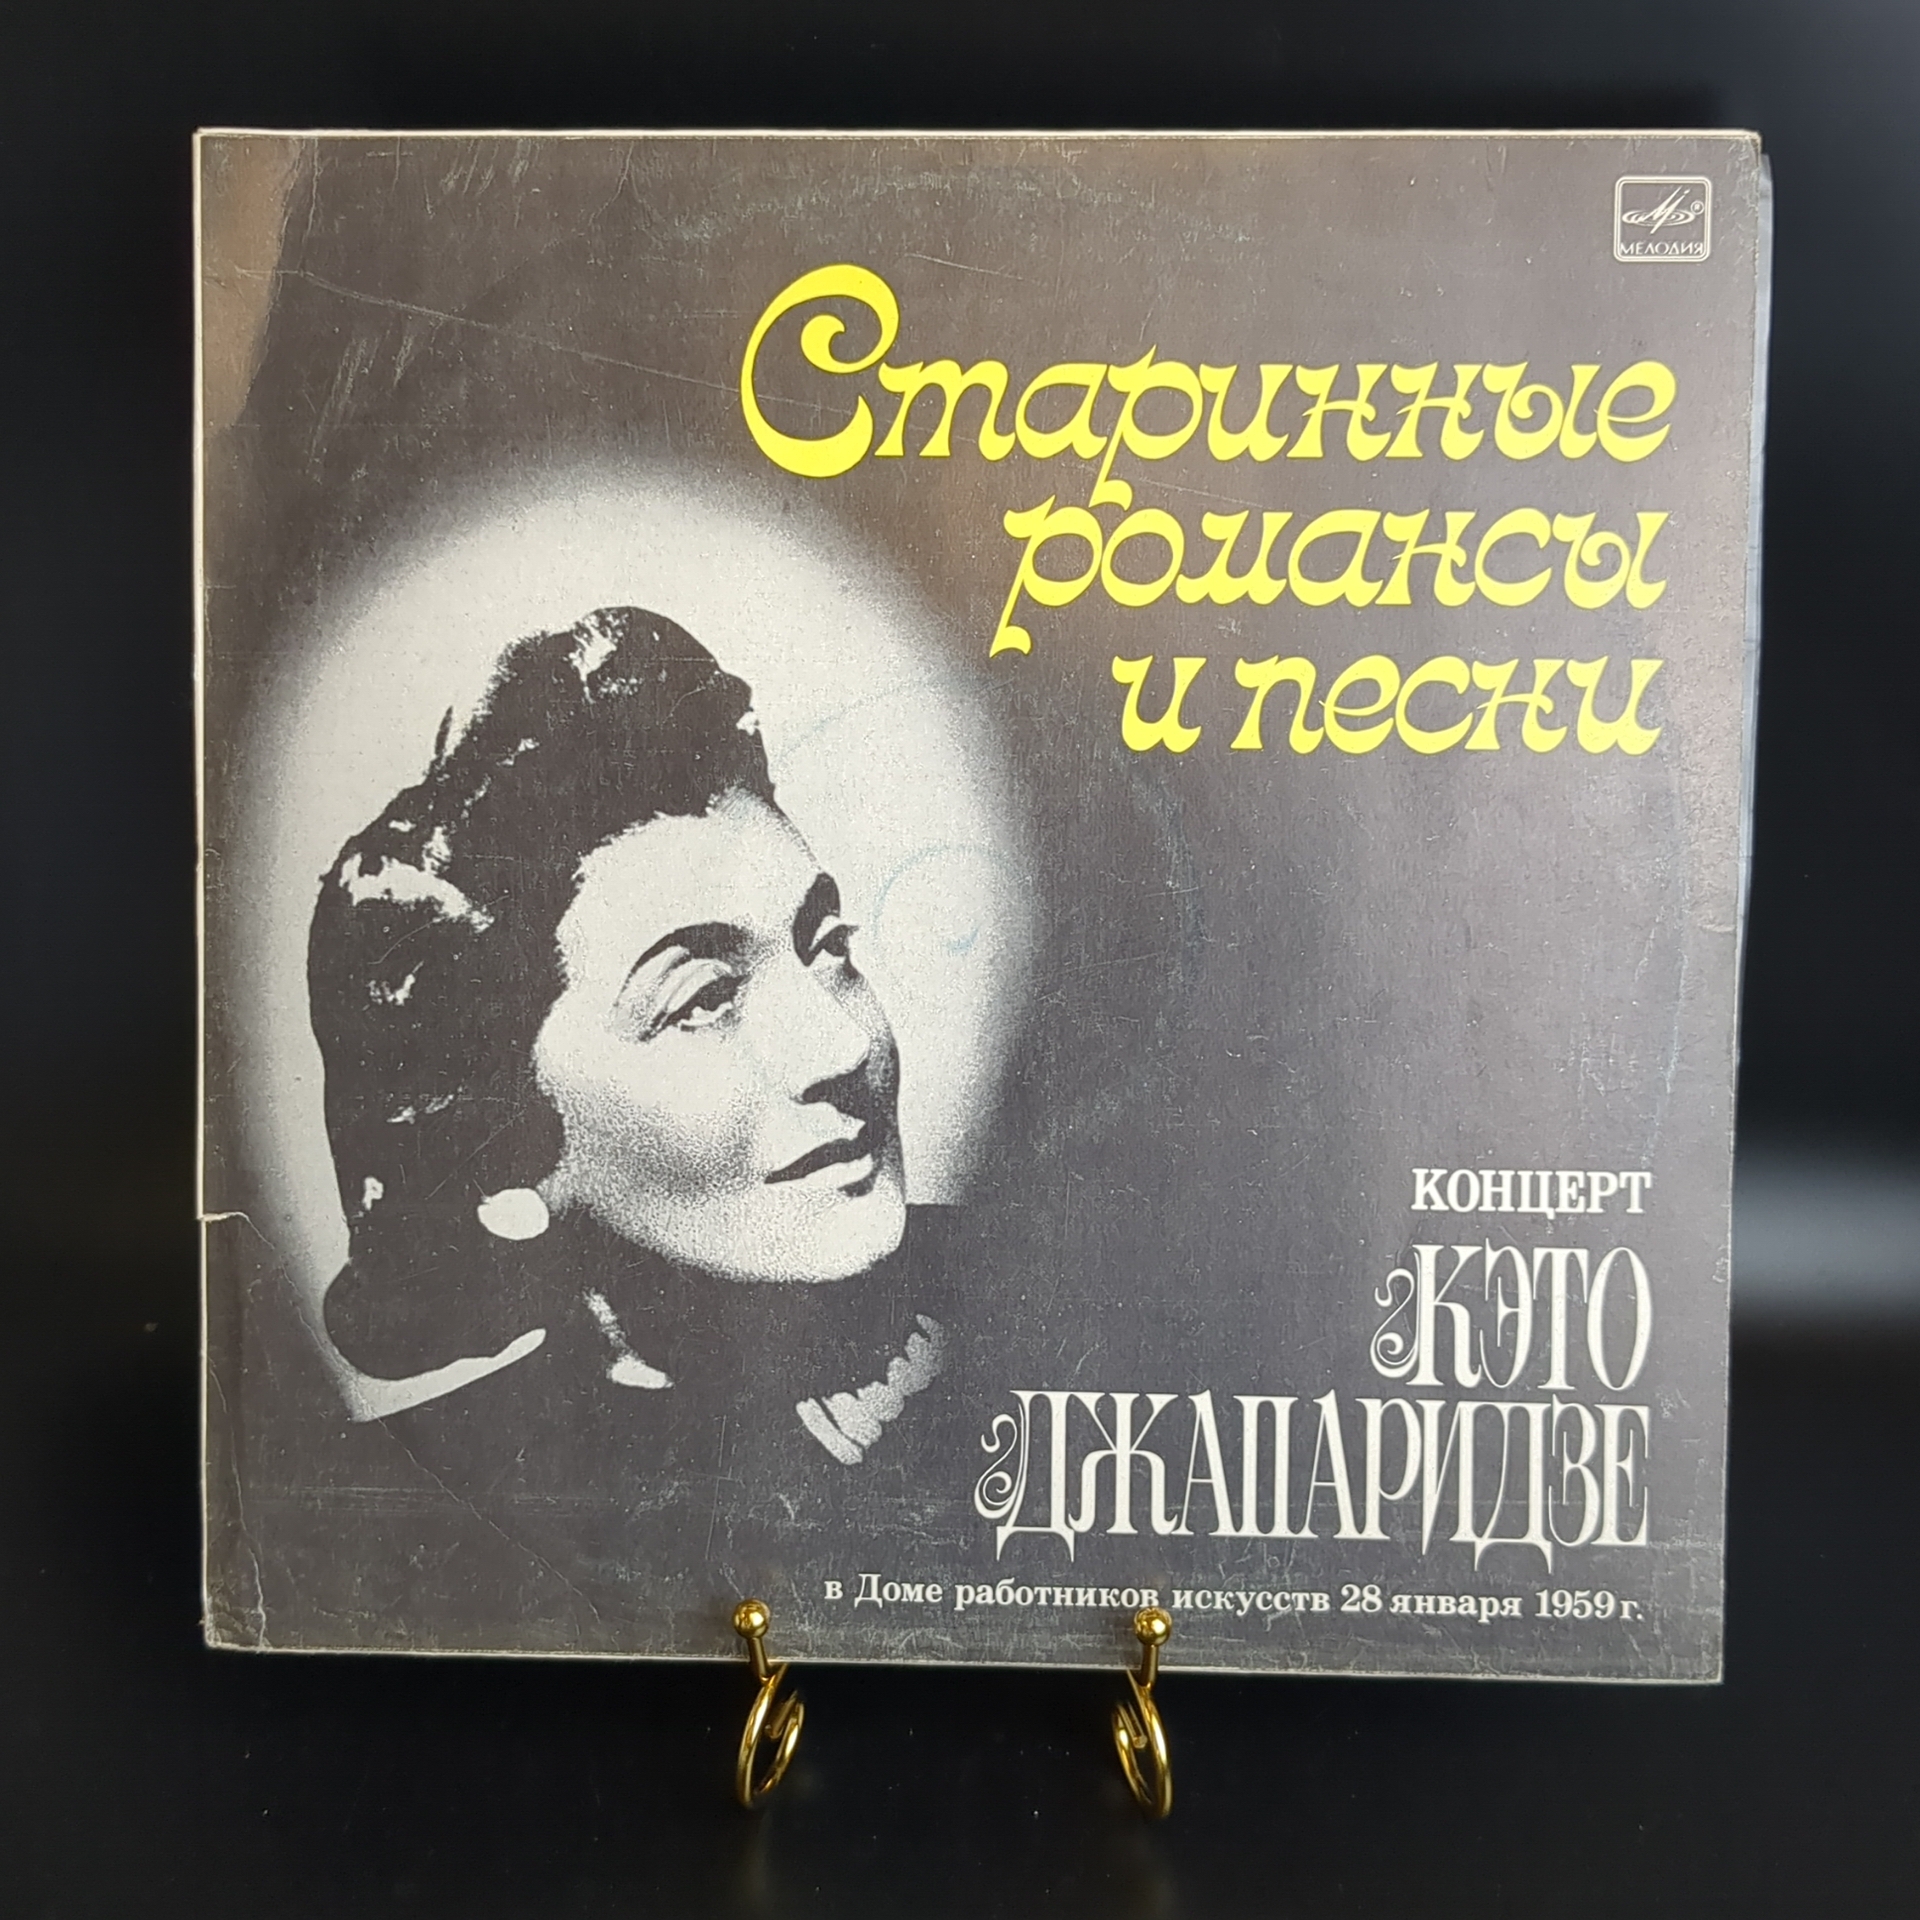 МЕЛОДИЯ
Старинные
романсы
и песни
КОНЦЕРТ
КЭТО
ДЖАПАРИДЗЕ
в Доме работников искусств 28 января 1959 г.